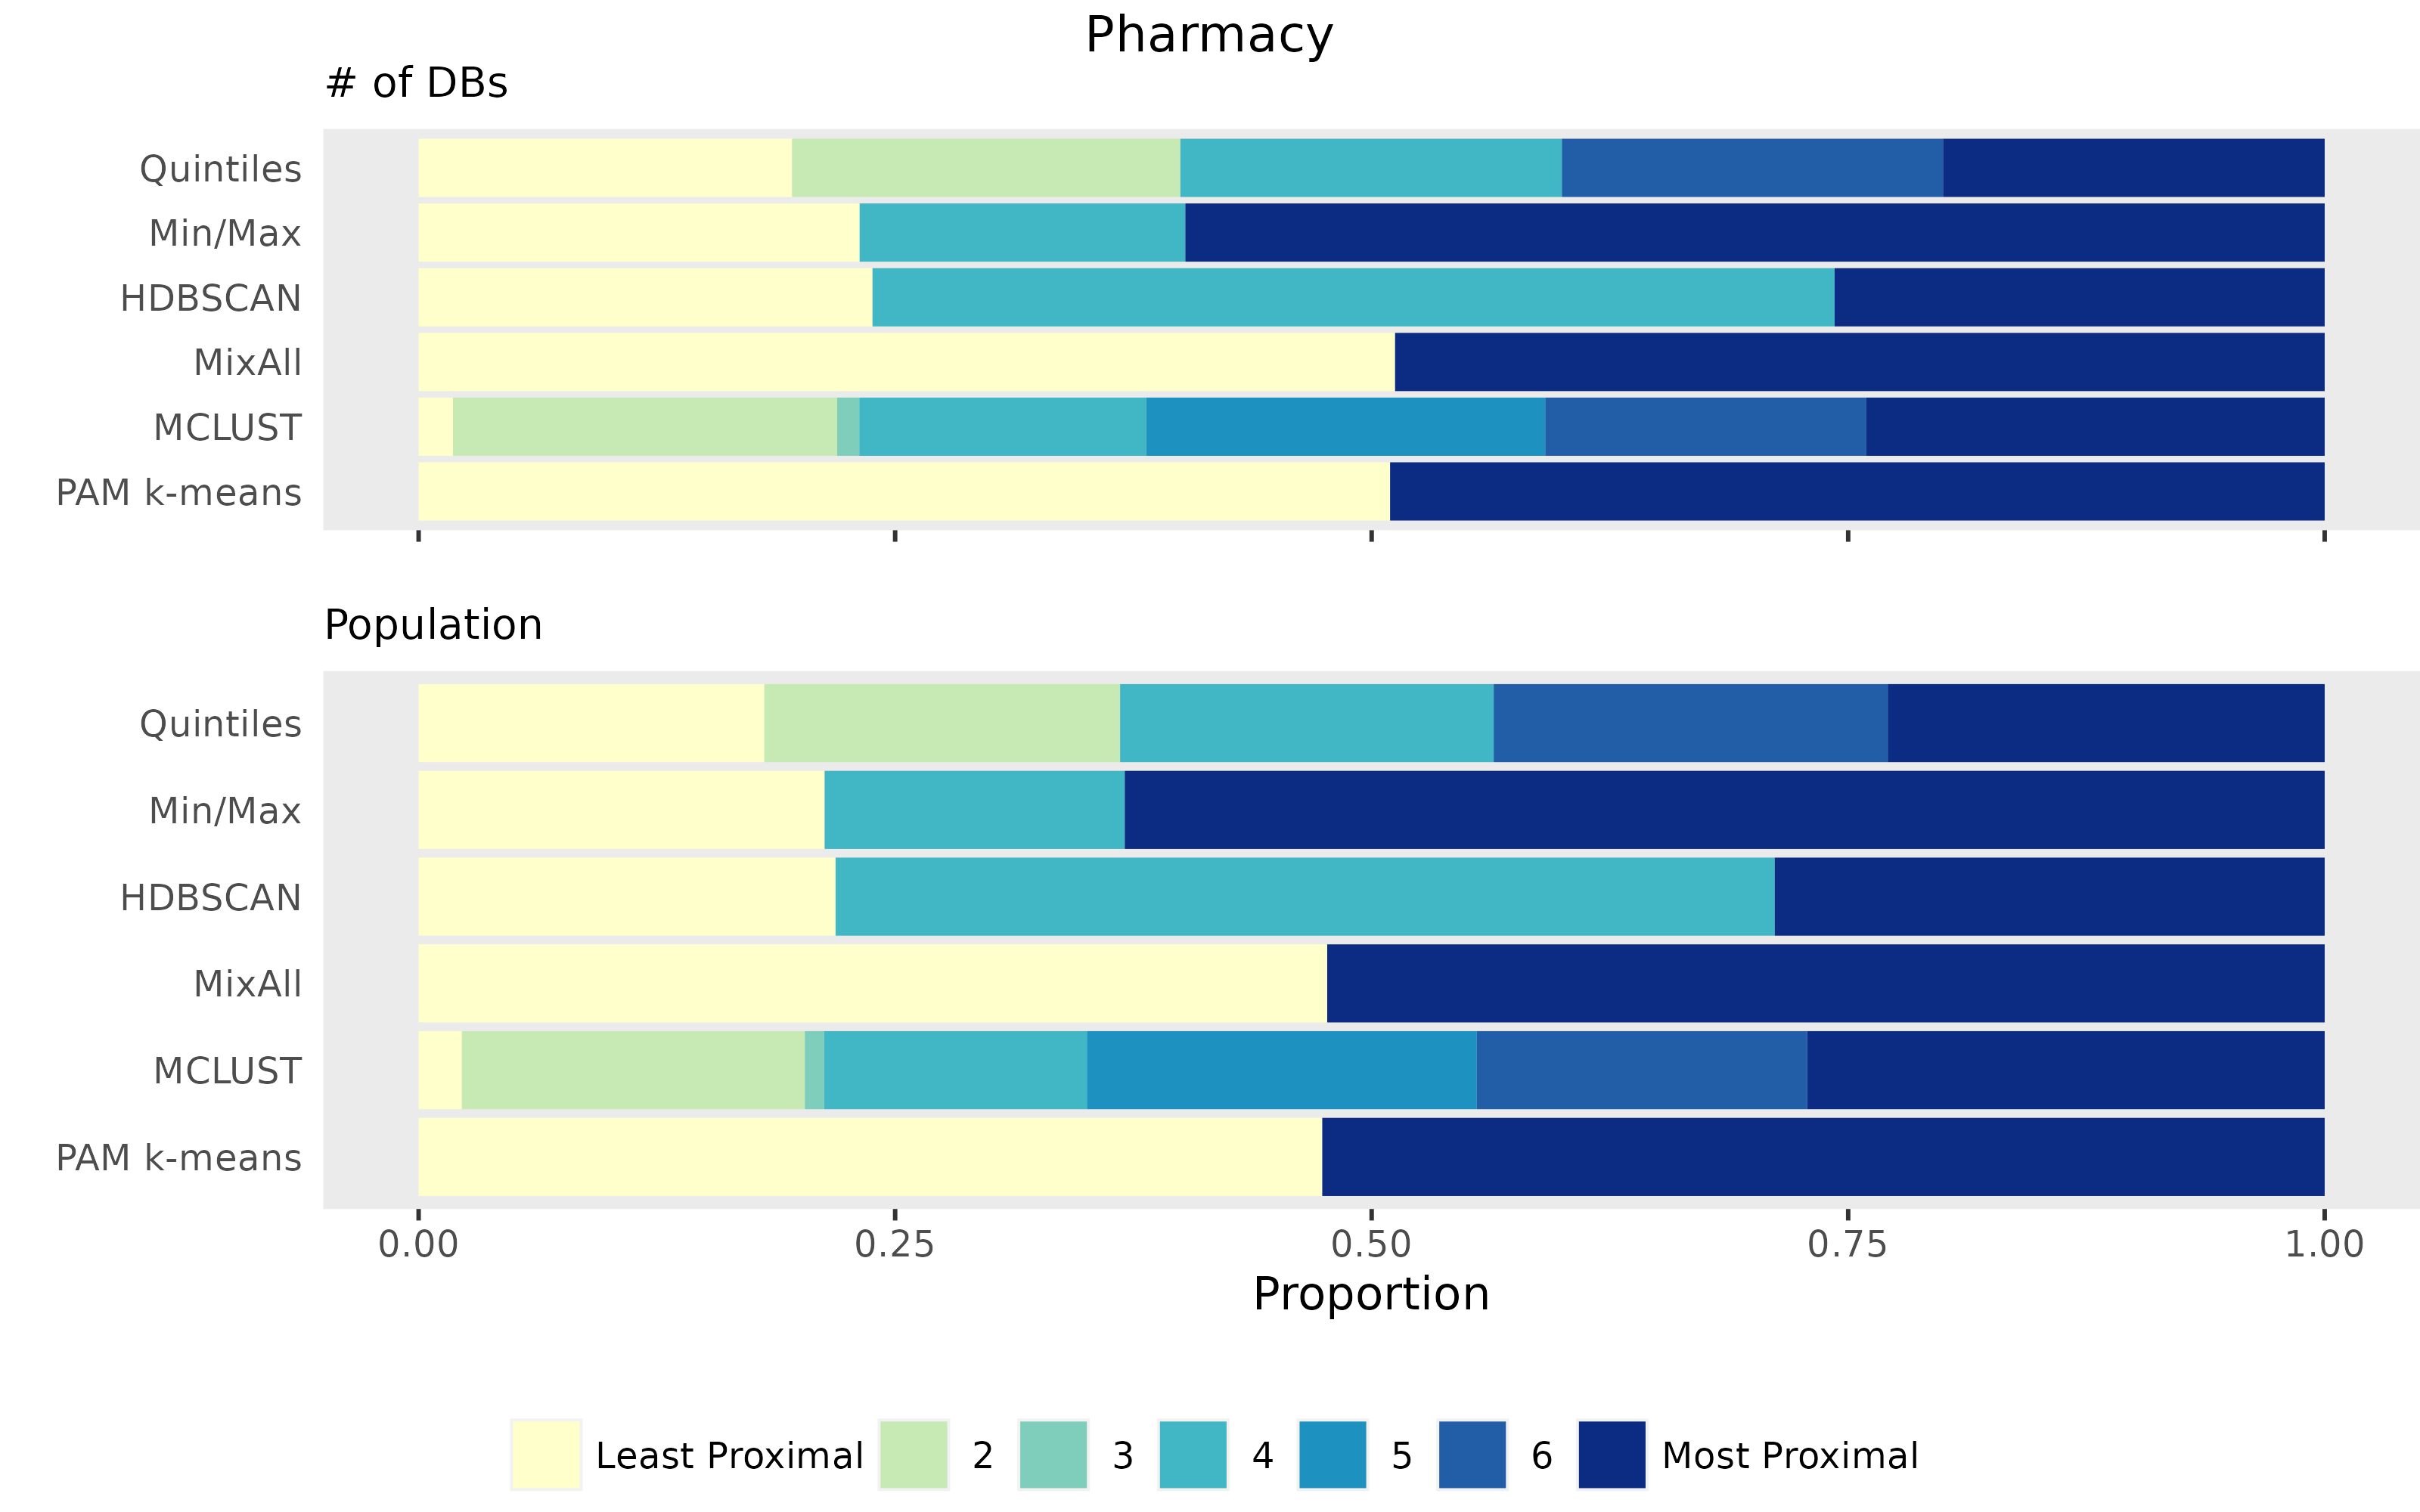 Pharmacy
# of DBs
Quintiles
Min/Max
HDBSCAN
MixAll
MCLUST
PAM k-means
Population
Quintiles
Min/Max
HDBSCAN
MixAll
MCLUST
PAM k-means
0.00 0.25 0.50 0.75 1.00
Proportion
Least Proximal 2 3 4 5 6 Most Proximal